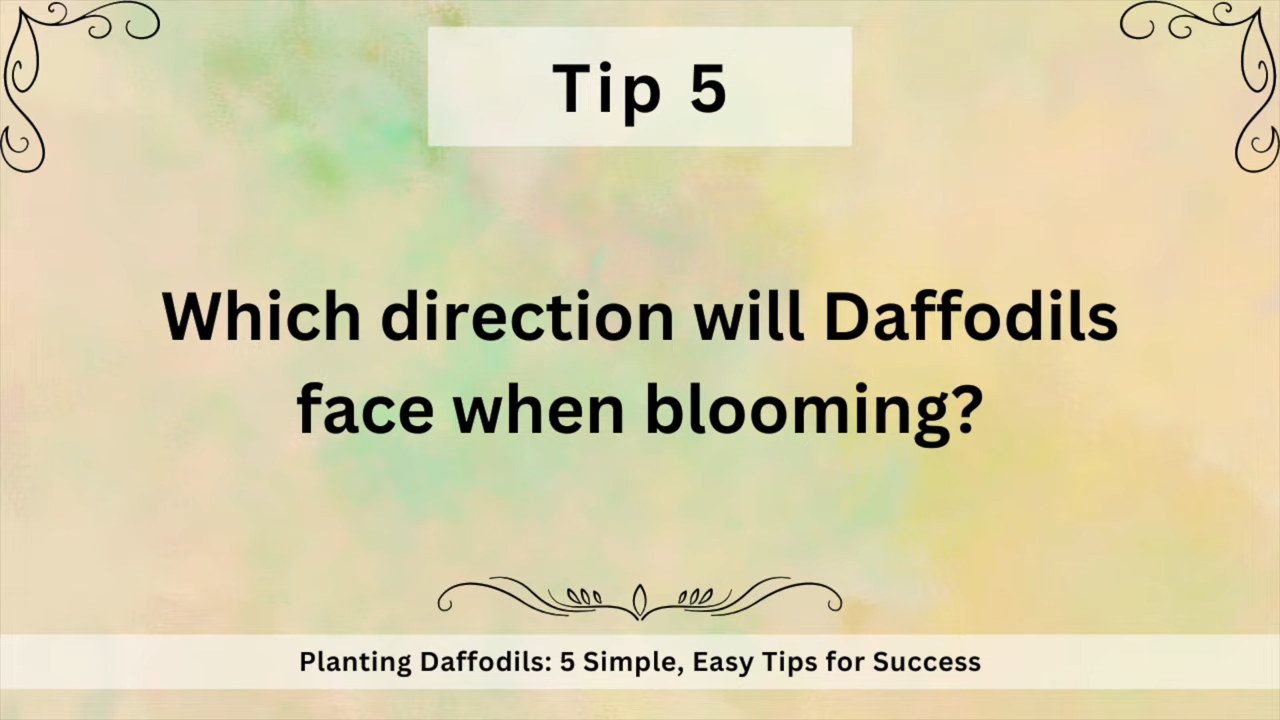 Tip 5
Which direction will Daffodils
face when blooming?
Planting Daffodils: 5 Simple, Easy Tips for Success